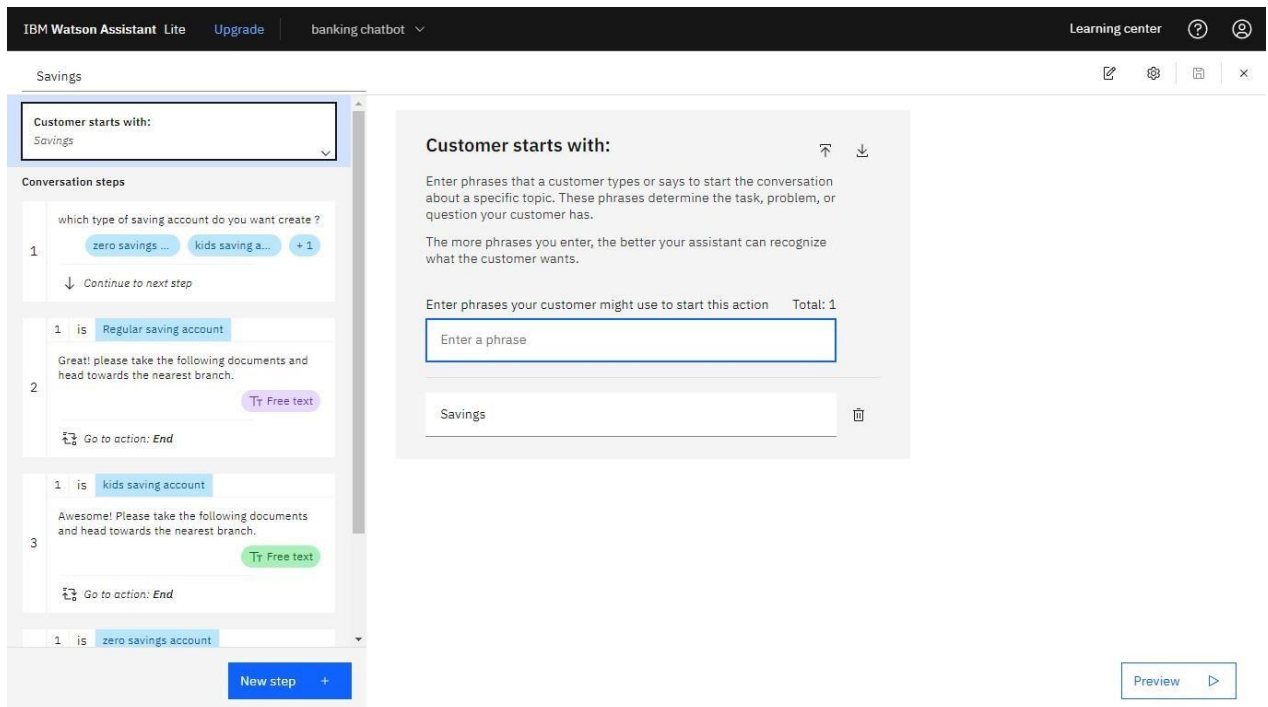 IBM Watson Assistant Lite Upgrade banking chatbot Learning center
Savings
Customer starts with:
Savings
Conversation steps
1
which type of saving account do you want create ?
zero savings ... kids saving a... + 1
Continue to next step
2
1 is Regular saving account
Great! please take the following documents and
head towards the nearest branch.
Free text
Go to action: End
3
1 is kids saving account
Awesome! Please take the following documents
and head towards the nearest branch.
Free text
Go to action: End
1 is zero savings account
New step +
Customer starts with:
Enter phrases that a customer types or says to start the conversation
about a specific topic. These phrases determine the task, problem, or
question your customer has.
The more phrases you enter, the better your assistant can recognize
what the customer wants.
Enter phrases your customer might use to start this action Total: 1
Enter a phrase
Savings
Preview